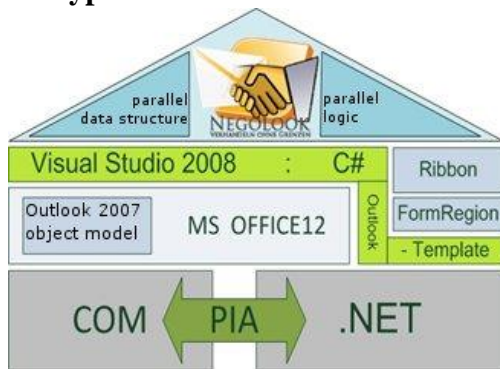 parallel
data structure
parallel
logic
NEGOLOOK
VERHANDELN OHNE GRENZEN
Visual Studio 2008 : C#
Ribbon
Outlook 2007
object model
MS OFFICE12
Outlook
FormRegion
- Template
COM
PIA
.NET